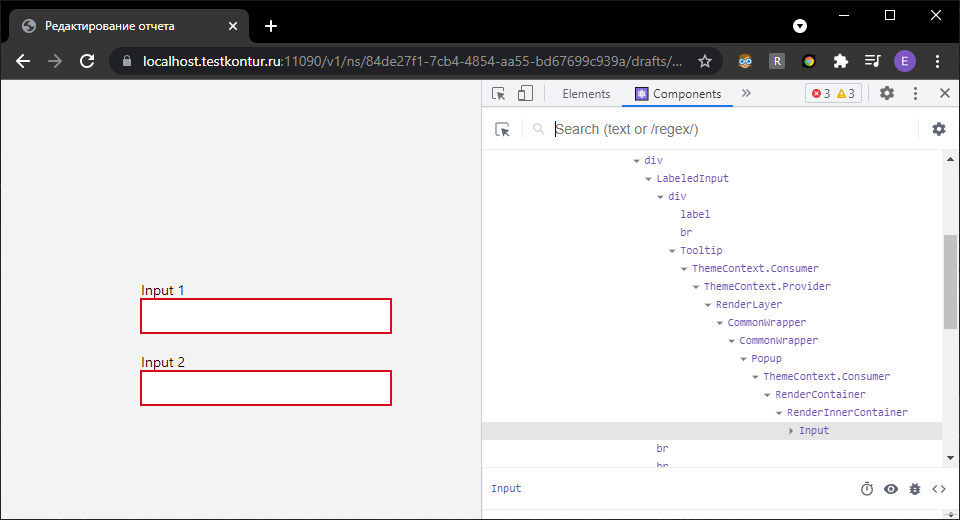 Редактирование отчета
localhost.testkontur.ru:11090/v1/ns/84de27f1-7cb4-4854-aa55-bd67699c939a/drafts/...
R
E
Elements
Components
3
3
Search (text or /regex/)
div
LabeledInput
div
label
br
Tooltip
ThemeContext.Consumer
ThemeContext.Provider
RenderLayer
CommonWrapper
CommonWrapper
Popup
ThemeContext.Consumer
RenderContainer
RenderInnerContainer
Input
br
br
Input
Input 1
Input 2